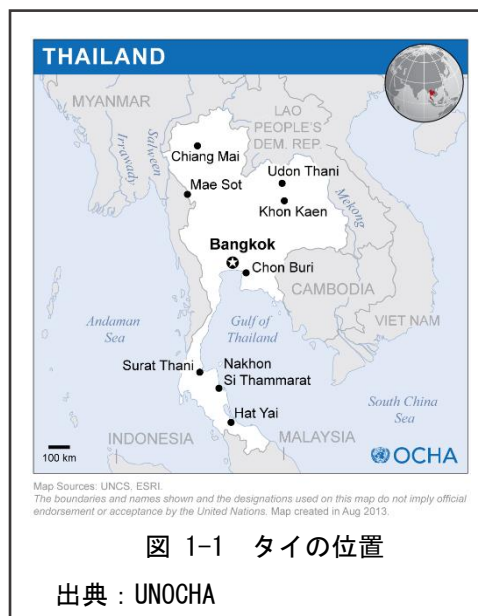 THAILAND
MYANMAR
LAO
PEOPLE'S
DEM. REP.
Irrawady
Salween
Chiang Mai
Udon Thani
Mae Sot
Khon Kaen
Mekong
Bangkok
Chon Buri
CAMBODIA
VIET NAM
Andaman
Sea
Gulf of
Thailand
Surat Thani
Nakhon
Si Thammarat
South China
Sea
Hat Yai
INDONESIA
MALAYSIA
100 km
OCHA
Map Sources: UNCS, ESRI.
The boundaries and names shown and the designations used on this map do not imply official
endorsement or acceptance by the United Nations. Map created in Aug 2013.
図 1-1 タイの位置
出典：UNOCHA